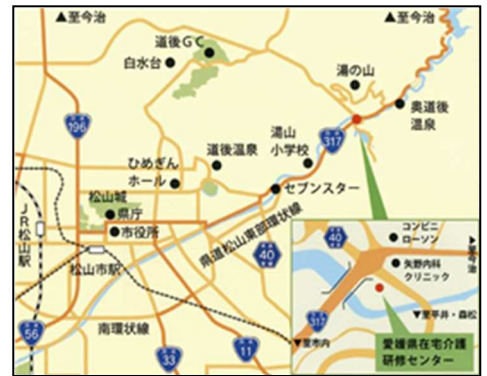 ▲至今治
▲至今治
道後GC
白水台
湯の山
奥道後
温泉
196
317
湯山
小学校
道後温泉
ひめぎん
ホール
セブンスター
松山城
県庁
市役所
JR松山駅
松山市駅
県道松山東部環状線
40
南環状線
56
33
11
40
コンビニ
ローソン
▲至今治
矢野内科
クリニック
317
▼至平井・森松
▼至市内
愛媛県在宅介護
研修センター